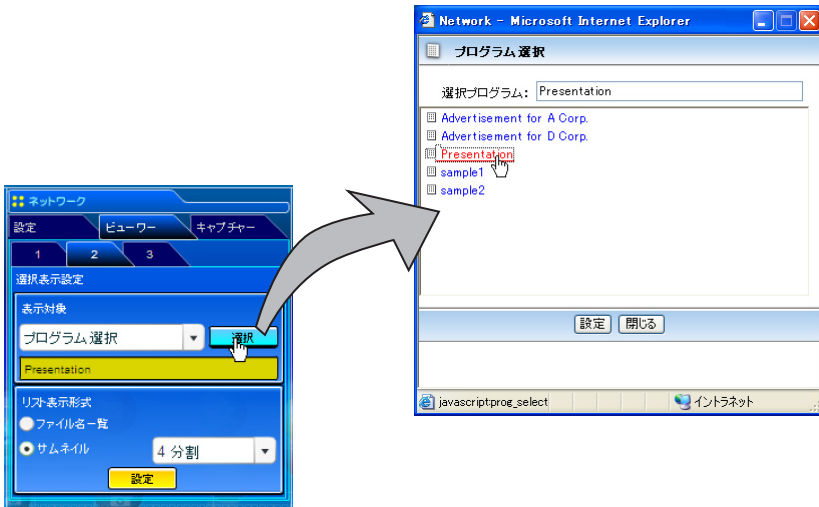 Network - Microsoft Internet Explorer
プログラム選択
選択プログラム: Presentation
Advertisement for A Corp.
Advertisement for D Corp.
Presentation
sample1
sample2
設定 閉じる
javascript:prog_select イントラネット
ネットワーク
設定 ビューワー キャプチャー
1 2 3
選択表示設定
表示対象
プログラム選択 選択
Presentation
リスト表示形式
ファイル名一覧
サムネイル 4 分割
設定